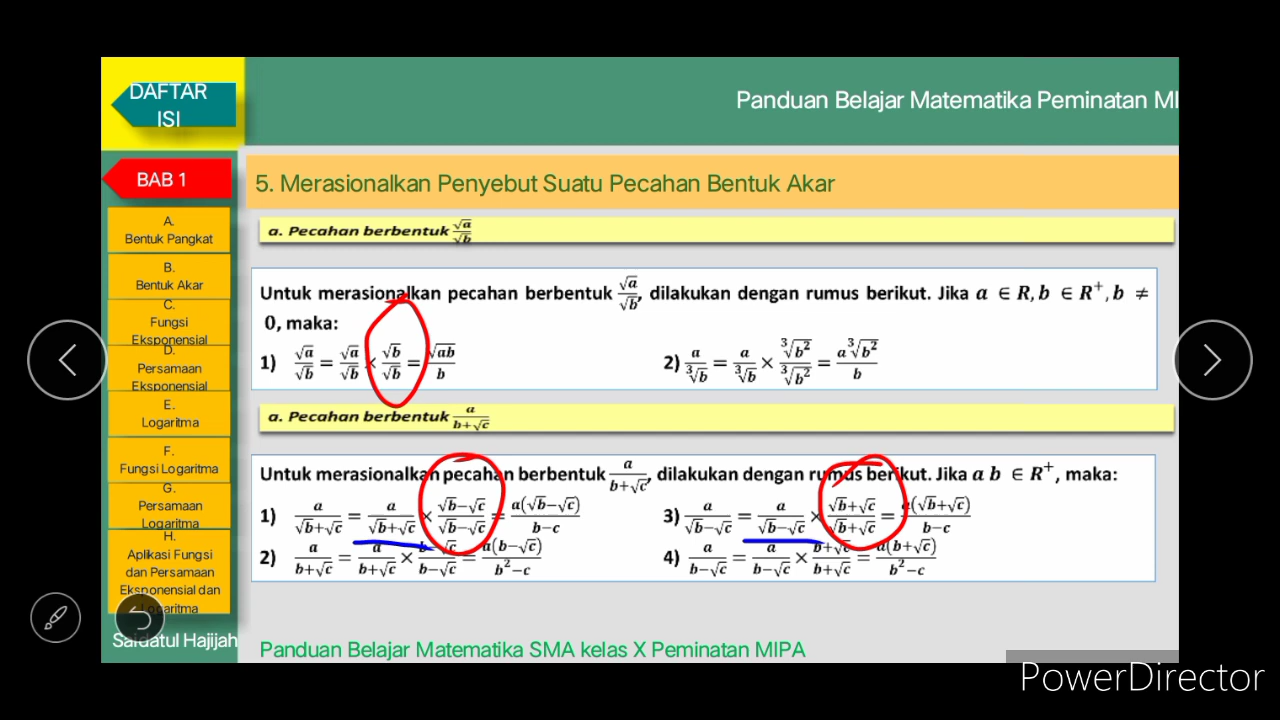 DAFTAR
ISI
Panduan Belajar Matematika Peminatan MI
BAB 1
5. Merasionalkan Penyebut Suatu Pecahan Bentuk Akar
A.
Bentuk Pangkat
B.
Bentuk Akar
C.
Fungsi
Eksponensial
D.
Persamaan
Eksponensial
E.
Logaritma
F.
Fungsi Logaritma
G.
Persamaan
Logaritma
H.
Aplikasi Fungsi
dan Persamaan
Eksponensial dan
Logaritma
Saidatul Hajijah
a. Pecahan berbentuk √a/√b
Untuk merasionalkan pecahan berbentuk √a/√b, dilakukan dengan rumus berikut. Jika a ∈ R, b ∈ R⁺, b ≠
0, maka:
1) √a/√b = √a/√b × √b/√b = √ab/b
2) a/∛b = a/∛b × ∛b²/∛b² = a∛b²/b
a. Pecahan berbentuk a/(b+√c)
Untuk merasionalkan pecahan berbentuk a/(b+√c), dilakukan dengan rumus berikut. Jika a b ∈ R⁺, maka:
1) a/(√b+√c) = a/(√b+√c) × (√b−√c)/(√b−√c) = a(√b−√c)/(b−c)
2) a/(b+√c) = a/(b+√c) × (b−√c)/(b−√c) = a(b−√c)/(b²−c)
3) a/(√b−√c) = a/(√b−√c) × (√b+√c)/(√b+√c) = a(√b+√c)/(b−c)
4) a/(b−√c) = a/(b−√c) × (b+√c)/(b+√c) = a(b+√c)/(b²−c)
Panduan Belajar Matematika SMA kelas X Peminatan MIPA
PowerDirector